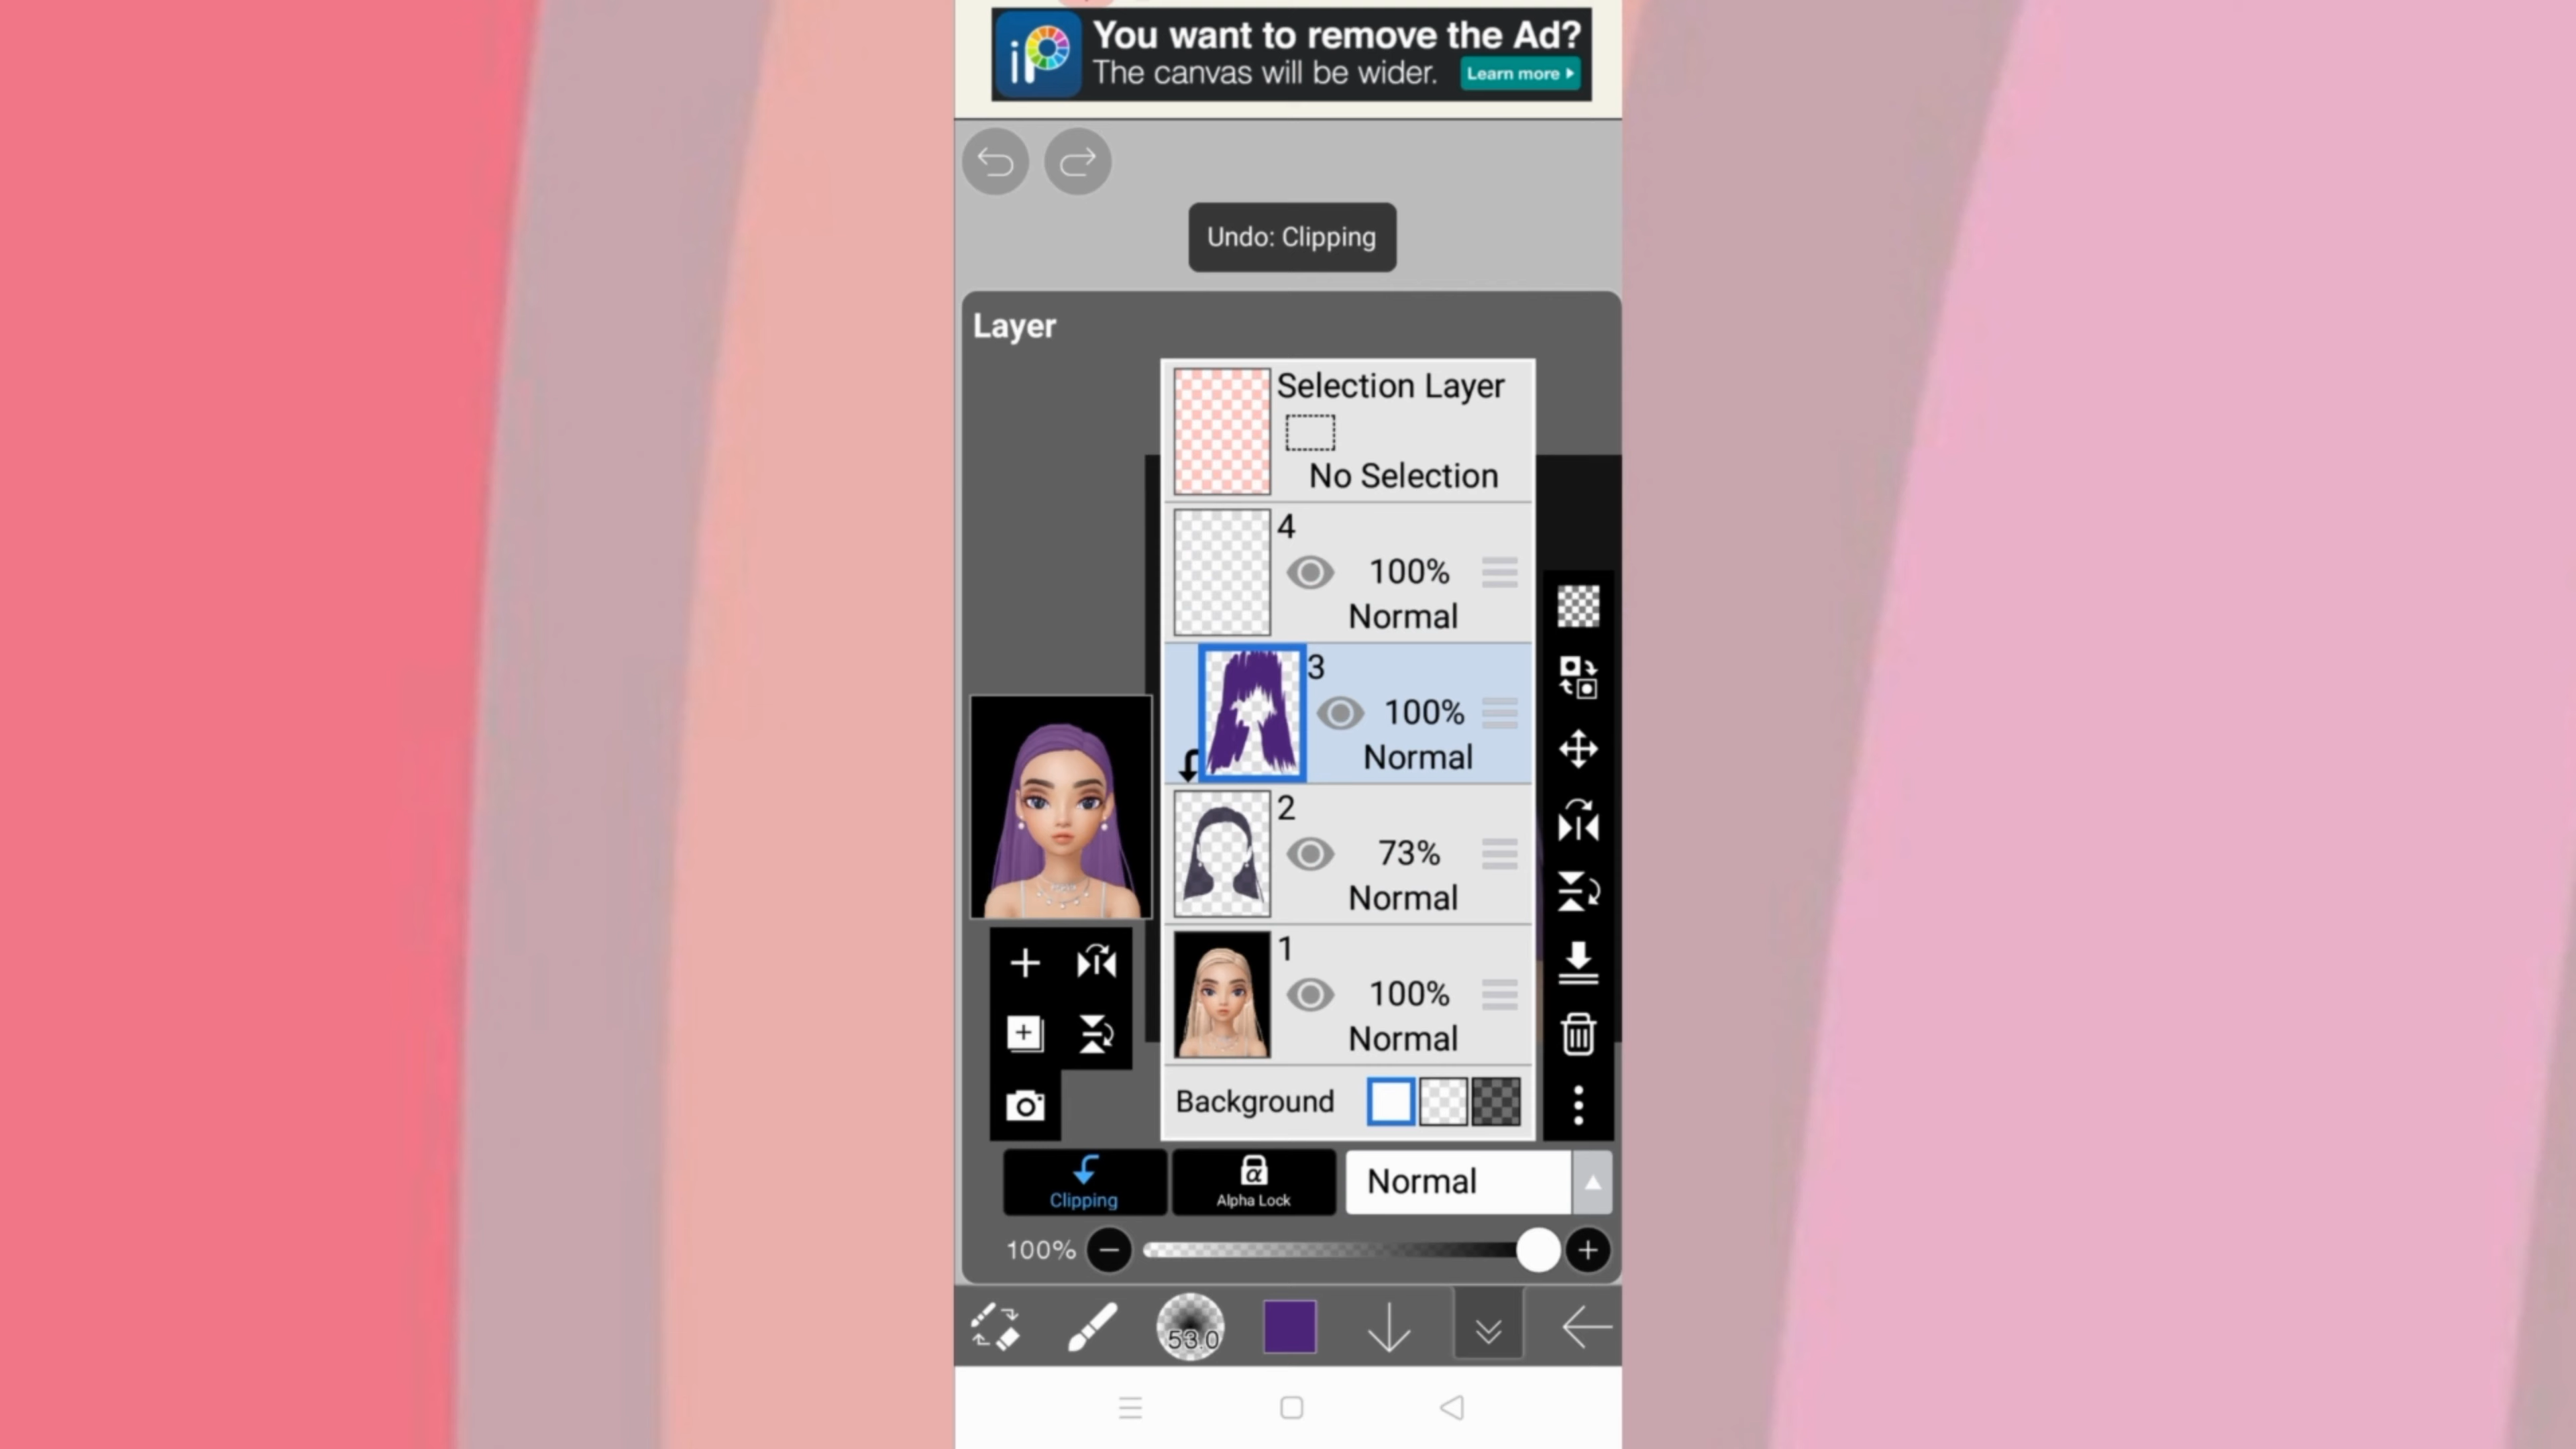 iP
You want to remove the Ad?
The canvas will be wider.
Learn more
Undo: Clipping
Layer
Selection Layer
No Selection
4
100%
Normal
3
100%
Normal
2
73%
Normal
1
100%
Normal
Background
Clipping
α
Alpha Lock
Normal
100%
53.0